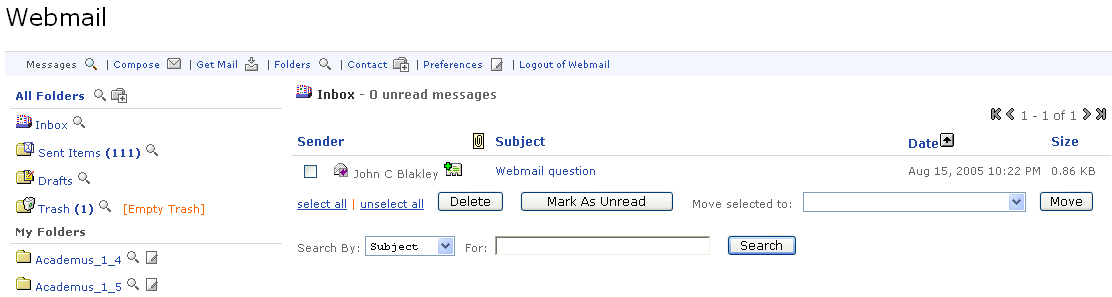 Webmail
Messages | Compose | Get Mail | Folders | Contact | Preferences | Logout of Webmail
All Folders
Inbox
Sent Items (111)
Drafts
Trash (1) [Empty Trash]
My Folders
Academus_1_4
Academus_1_5
Inbox - 0 unread messages
1 - 1 of 1
Sender Subject Date Size
John C Blakley Webmail question Aug 15, 2005 10:22 PM 0.86 KB
select all | unselect all Delete Mark As Unread Move selected to: Move
Search By: Subject For: Search